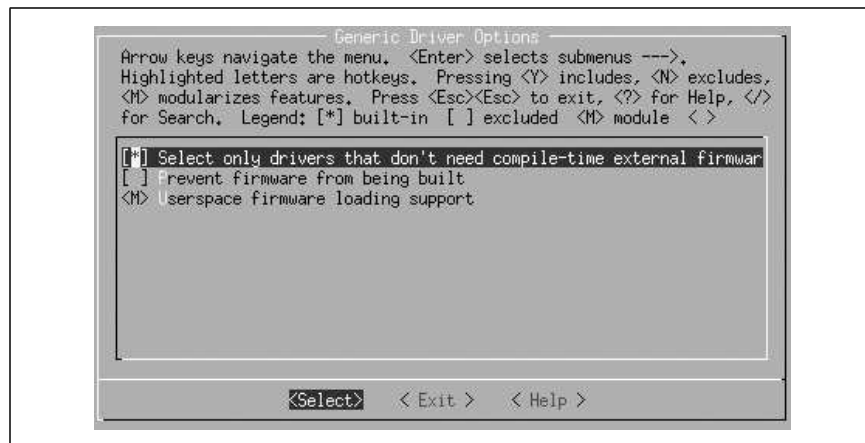 Generic Driver Options
Arrow keys navigate the menu. <Enter> selects submenus --->.
Highlighted letters are hotkeys. Pressing <Y> includes, <N> excludes,
<M> modularizes features. Press <Esc><Esc> to exit, <?> for Help, </>
for Search. Legend: [*] built-in [ ] excluded <M> module < >
[*] Select only drivers that don't need compile-time external firmwar
[ ] Prevent firmware from being built
<M> Userspace firmware loading support
<Select> < Exit > < Help >